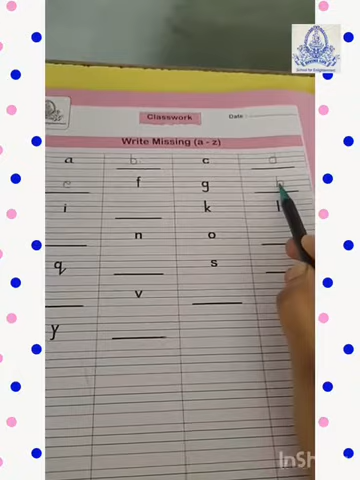 Classwork
Date :
Write Missing (a - z)
a b c d
e f g h
i k l
n o
q s
v
y
InSh